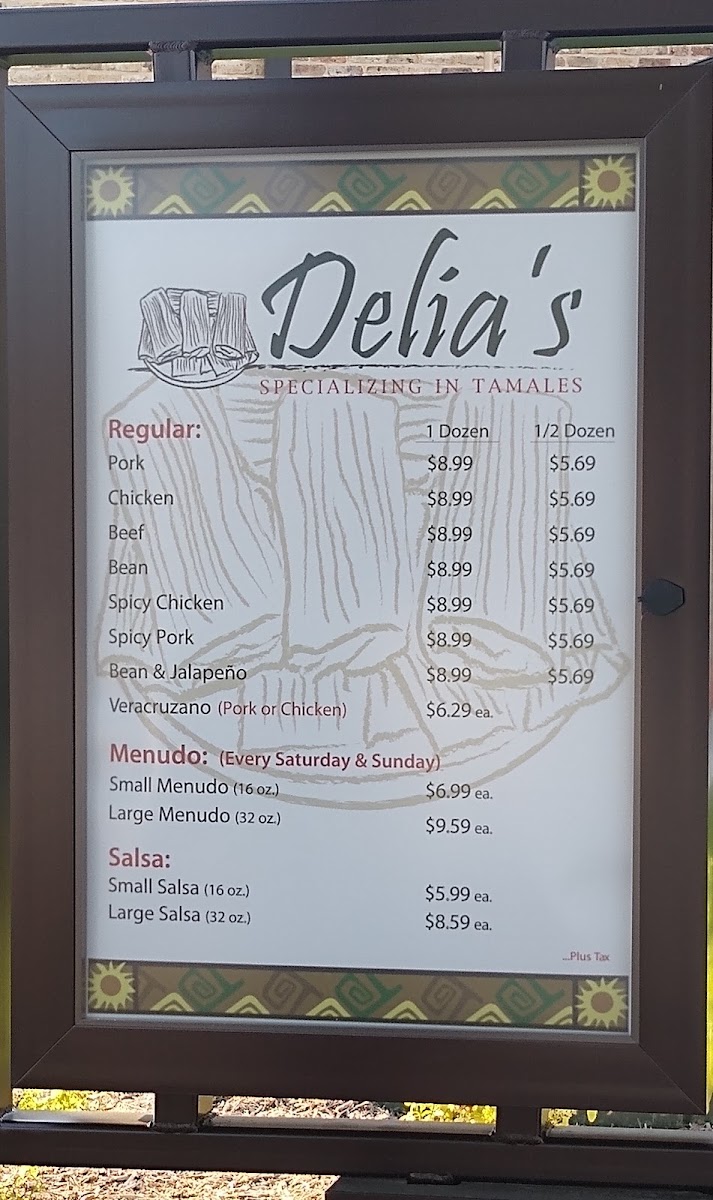 Delia's
SPECIALIZING IN TAMALES
Regular: 1 Dozen 1/2 Dozen
Pork $8.99 $5.69
Chicken $8.99 $5.69
Beef $8.99 $5.69
Bean $8.99 $5.69
Spicy Chicken $8.99 $5.69
Spicy Pork $8.99 $5.69
Bean & Jalapeño $8.99 $5.69
Veracruzano (Pork or Chicken) $6.29 ea.
Menudo: (Every Saturday & Sunday)
Small Menudo (16 oz.) $6.99 ea.
Large Menudo (32 oz.) $9.59 ea.
Salsa:
Small Salsa (16 oz.) $5.99 ea.
Large Salsa (32 oz.) $8.59 ea.
...Plus Tax